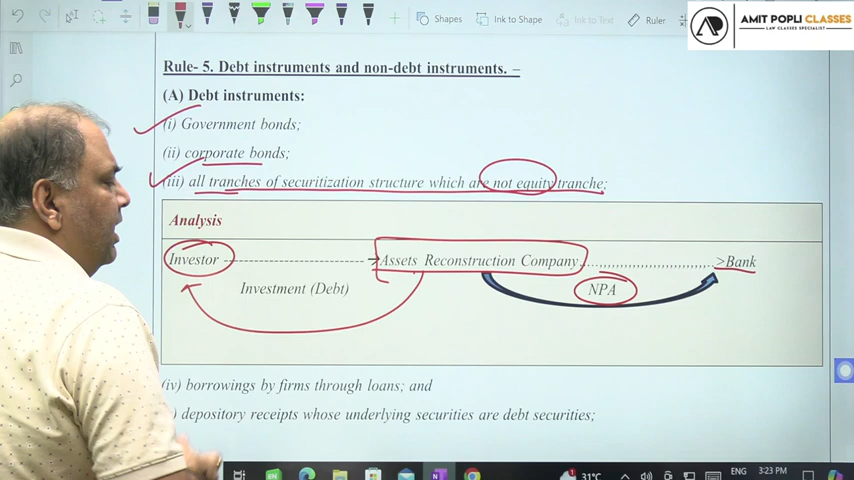 Shapes
Ink to Shape
Ink to Text
Ruler
AMIT POPLI CLASSES
LAW CLASSES SPECIALIST
Rule- 5. Debt instruments and non-debt instruments. –
(A) Debt instruments:
(i) Government bonds;
(ii) corporate bonds;
(iii) all tranches of securitization structure which are not equity tranche;
Analysis
Investor ---------------------------------- > Assets Reconstruction Company.................................>Bank
Investment (Debt)
NPA
(iv) borrowings by firms through loans; and
) depository receipts whose underlying securities are debt securities;
31°C
ENG
3:23 PM